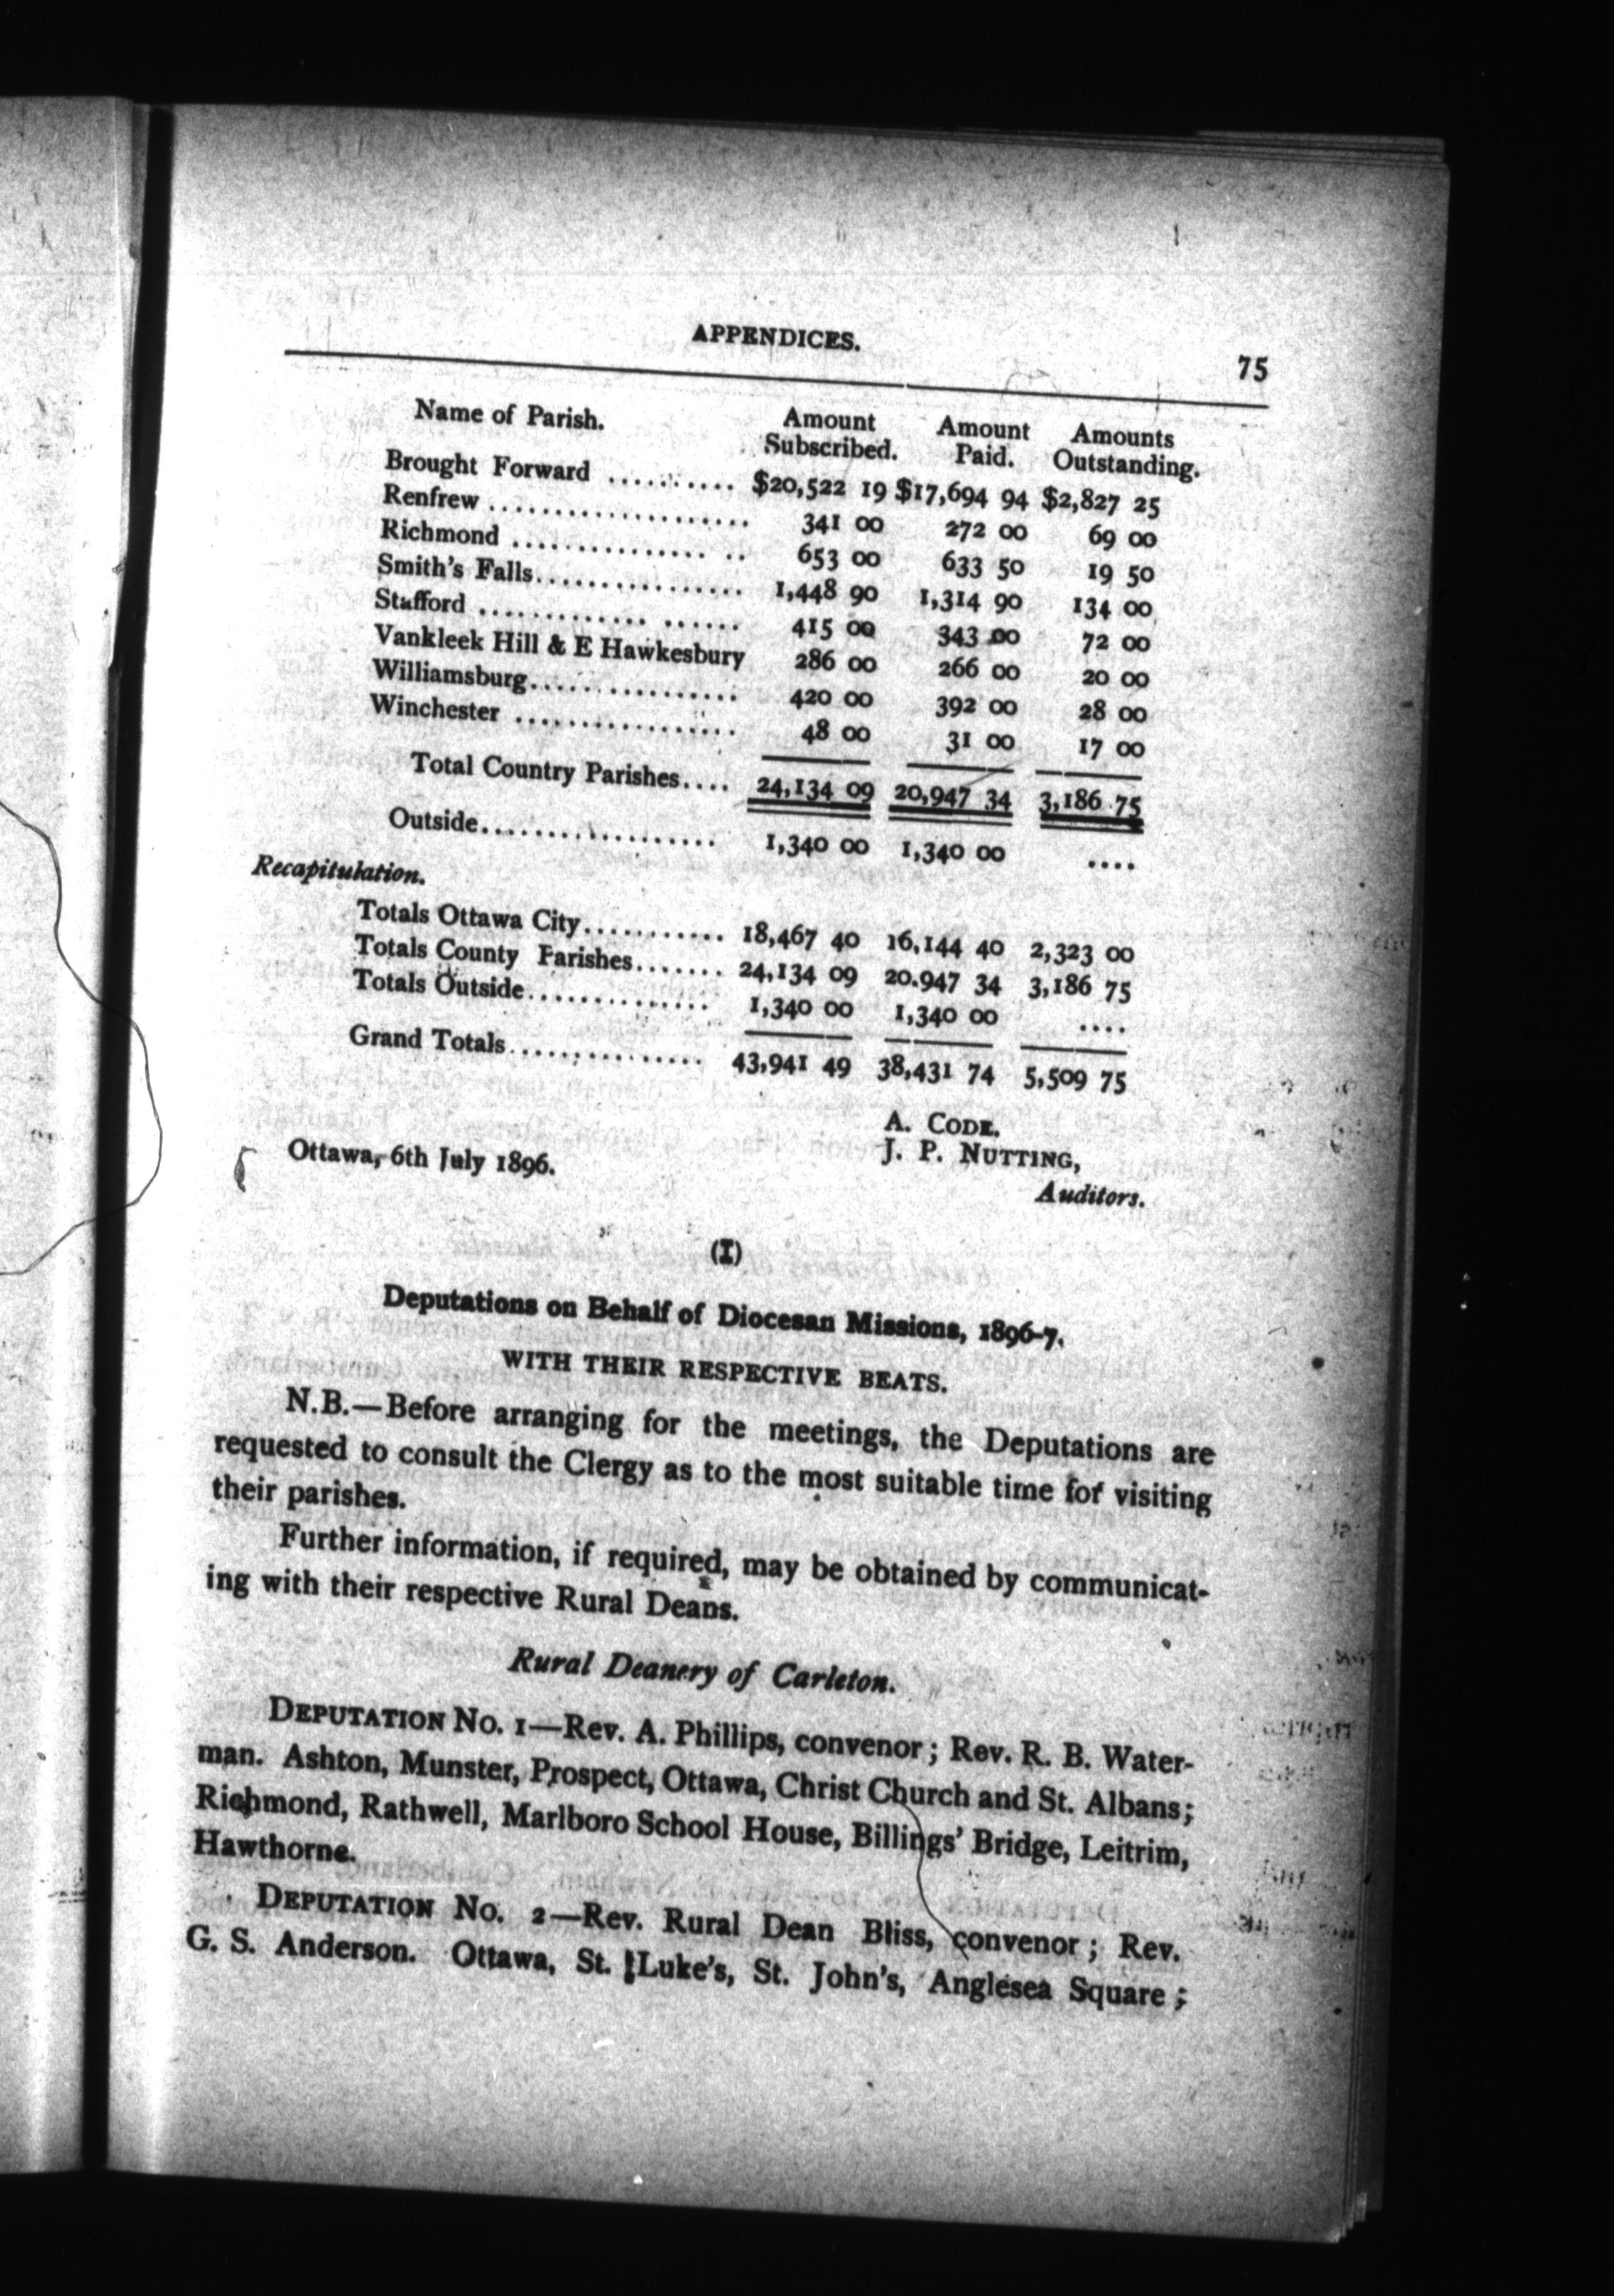 APPENDICES. 75
Name of Parish. Amount Subscribed. Amount Paid. Amounts Outstanding.
Brought Forward .......... $20,522 19 $17,694 94 $2,827 25
Renfrew .................... 341 00 272 00 69 00
Richmond ............... .. 653 00 633 50 19 50
Smith's Falls................ 1,448 90 1,314 90 134 00
Stafford ............. ...... 415 00 343 00 72 00
Vankleek Hill & E Hawkesbury 286 00 266 00 20 00
Williamsburg................ 420 00 392 00 28 00
Winchester ................. 48 00 31 00 17 00
Total Country Parishes.... 24,134 09 20,947 34 3,186 75
Outside.................. 1,340 00 1,340 00 ....
Recapitulation.
Totals Ottawa City........... 18,467 40 16,144 40 2,323 00
Totals County Parishes....... 24,134 09 20.947 34 3,186 75
Totals Outside.............. 1,340 00 1,340 00 ....
Grand Totals............... 43,941 49 38,431 74 5,509 75
A. CODE.
Ottawa, 6th July 1896. J. P. NUTTING,
Auditors.
(I)
Deputations on Behalf of Diocesan Missions, 1896-7.
WITH THEIR RESPECTIVE BEATS.
N.B.—Before arranging for the meetings, the Deputations are
requested to consult the Clergy as to the most suitable time for visiting
their parishes.
Further information, if required, may be obtained by communicat-
ing with their respective Rural Deans.
Rural Deanery of Carleton.
DEPUTATION NO. 1—Rev. A. Phillips, convenor; Rev. R. B. Water-
man. Ashton, Munster, Prospect, Ottawa, Christ Church and St. Albans;
Richmond, Rathwell, Marlboro School House, Billings' Bridge, Leitrim,
Hawthorne.
DEPUTATION NO. 2—Rev. Rural Dean Bliss, convenor; Rev.
G. S. Anderson. Ottawa, St. Luke's, St. John's, Anglesea Square;